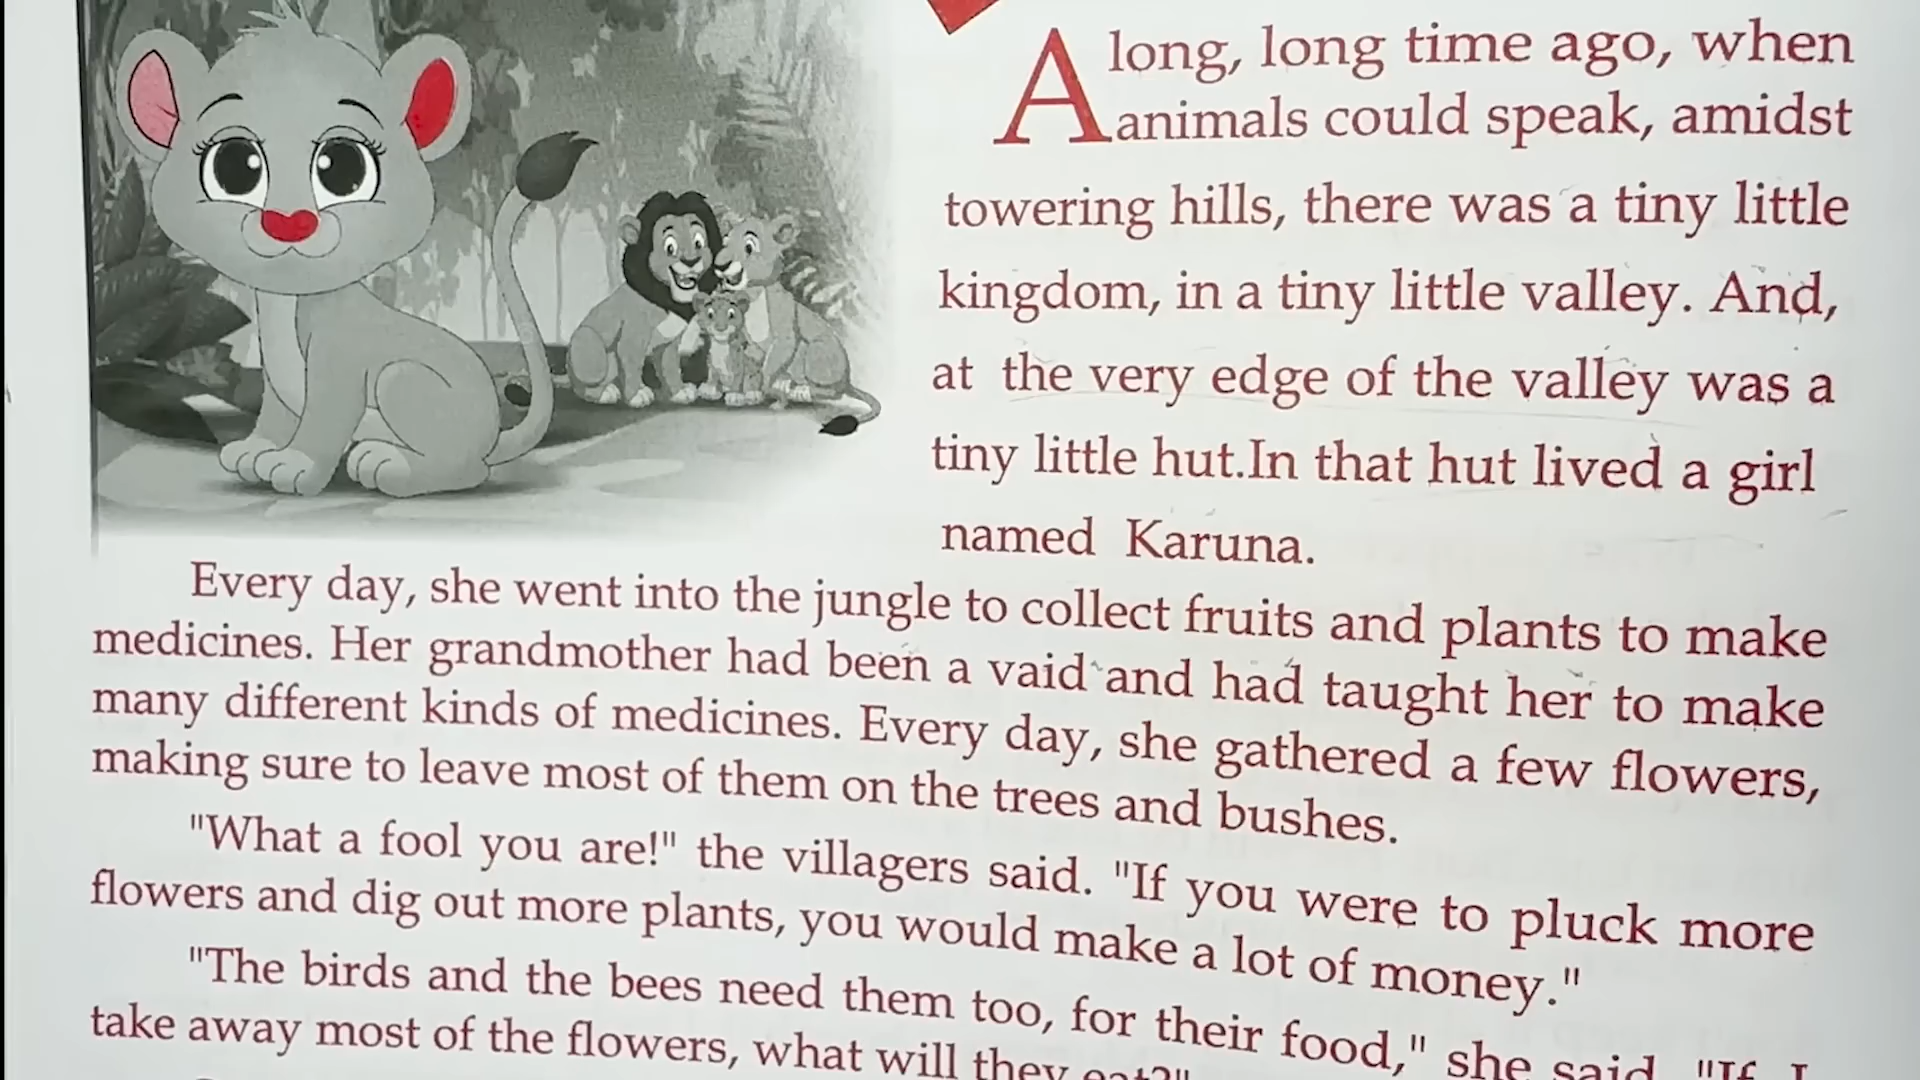 A long, long time ago, when
animals could speak, amidst
towering hills, there was a tiny little
kingdom, in a tiny little valley. And,
at the very edge of the valley was a
tiny little hut.In that hut lived a girl
named Karuna.
Every day, she went into the jungle to collect fruits and plants to make
medicines. Her grandmother had been a vaid and had taught her to make
many different kinds of medicines. Every day, she gathered a few flowers,
making sure to leave most of them on the trees and bushes.
"What a fool you are!" the villagers said. "If you were to pluck more
flowers and dig out more plants, you would make a lot of money."
"The birds and the bees need them too, for their food," she said. "If I
take away most of the flowers, what will they eat?"